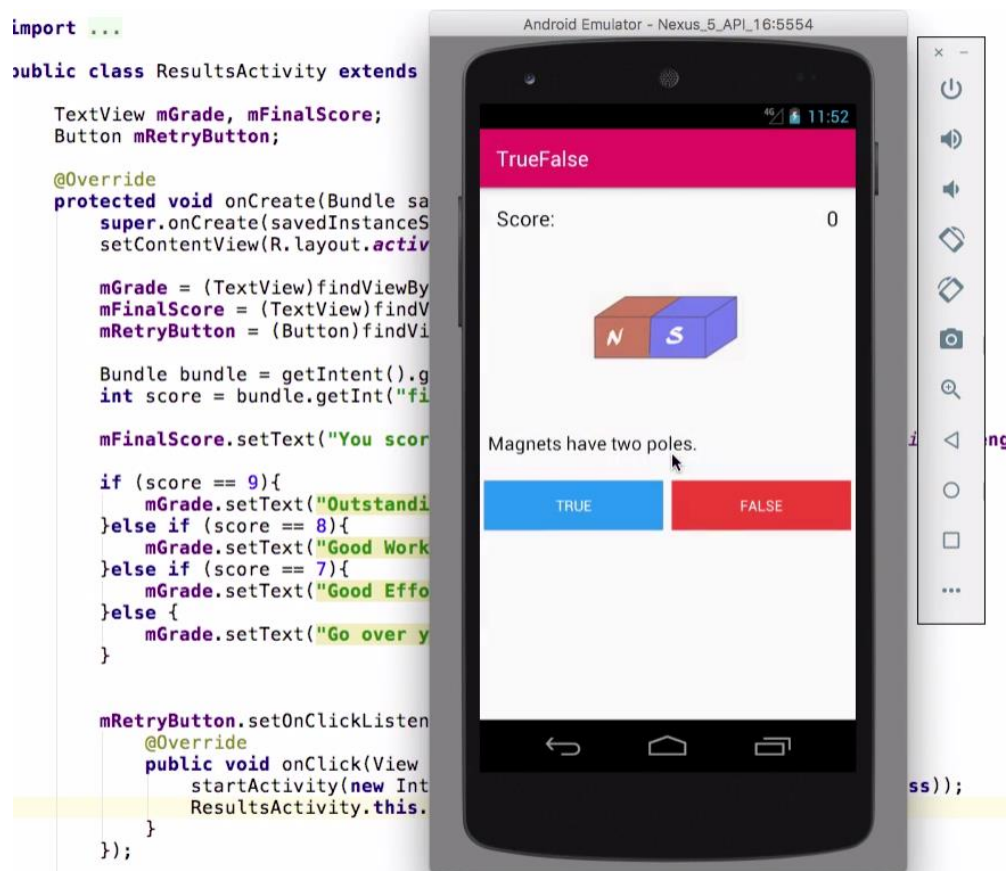 import ...
public class ResultsActivity extends
TextView mGrade, mFinalScore;
Button mRetryButton;
@Override
protected void onCreate(Bundle sa
super.onCreate(savedInstanceS
setContentView(R.layout.activ
mGrade = (TextView)findViewBy
mFinalScore = (TextView)findV
mRetryButton = (Button)findVi
Bundle bundle = getIntent().g
int score = bundle.getInt("fi
mFinalScore.setText("You scor
if (score == 9){
mGrade.setText("Outstandi
}else if (score == 8){
mGrade.setText("Good Work
}else if (score == 7){
mGrade.setText("Good Effo
}else {
mGrade.setText("Go over y
}
mRetryButton.setOnClickListen
@Override
public void onClick(View
startActivity(new Int
ResultsActivity.this.
}
});
Android Emulator - Nexus_5_API_16:5554
4G 11:52
TrueFalse
Score: 0
N S
Magnets have two poles.
TRUE FALSE
ss));